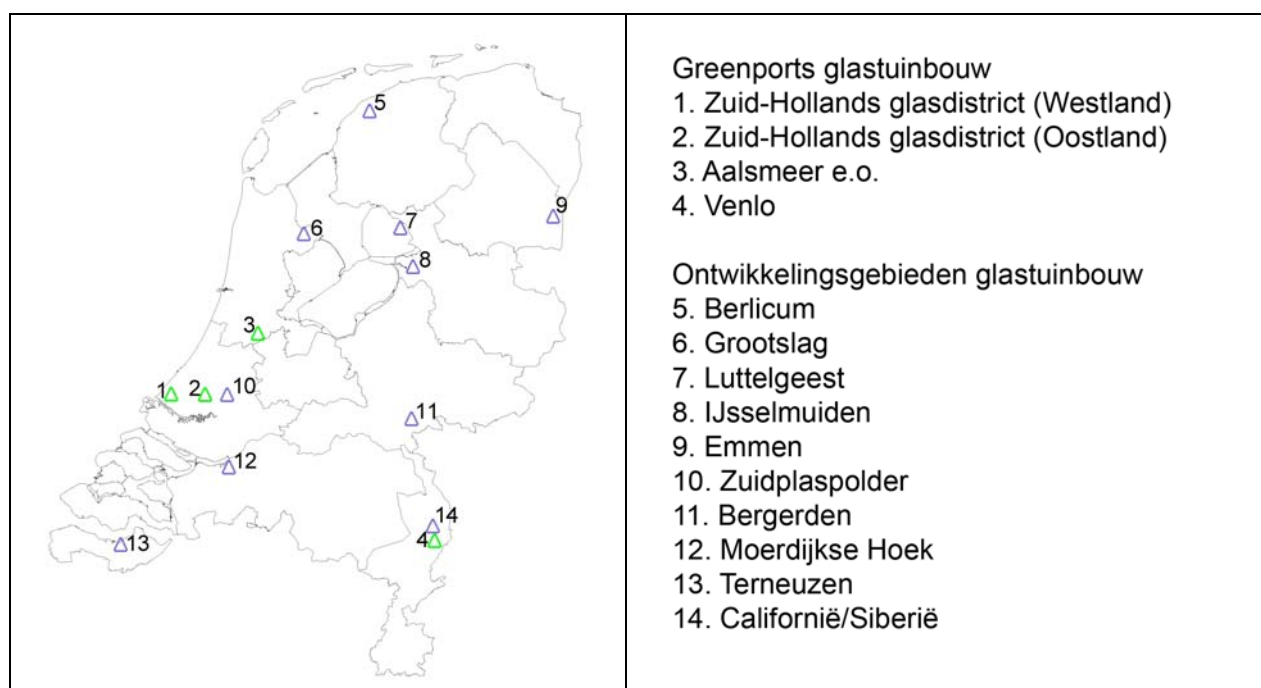 5
9
7
6
8
3
1
2
10
11
12
14
4
13
Greenports glastuinbouw
1. Zuid-Hollands glasdistrict (Westland)
2. Zuid-Hollands glasdistrict (Oostland)
3. Aalsmeer e.o.
4. Venlo
Ontwikkelingsgebieden glastuinbouw
5. Berlicum
6. Grootslag
7. Luttelgeest
8. IJsselmuiden
9. Emmen
10. Zuidplaspolder
11. Bergerden
12. Moerdijkse Hoek
13. Terneuzen
14. Californië/Siberië